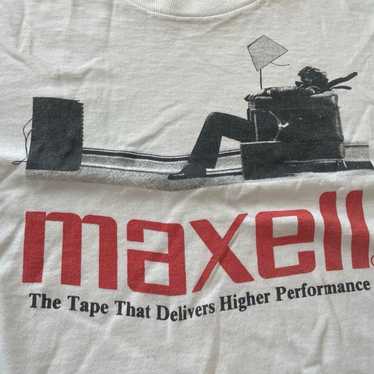 maxell
The Tape That Delivers Higher Performance